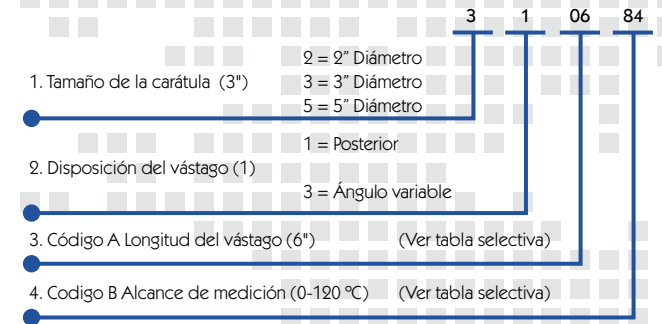 3 1 06 84
2 = 2” Diámetro
1. Tamaño de la carátula (3") 3 = 3” Diámetro
5 = 5” Diámetro
1 = Posterior
2. Disposición del vástago (1)
3 = Ángulo variable
3. Código A Longitud del vástago (6") (Ver tabla selectiva)
4. Codigo B Alcance de medición (0-120 ºC) (Ver tabla selectiva)